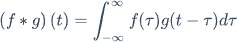 (f * g)(t) = ∫_{-∞}^{∞} f(τ)g(t − τ)dτ